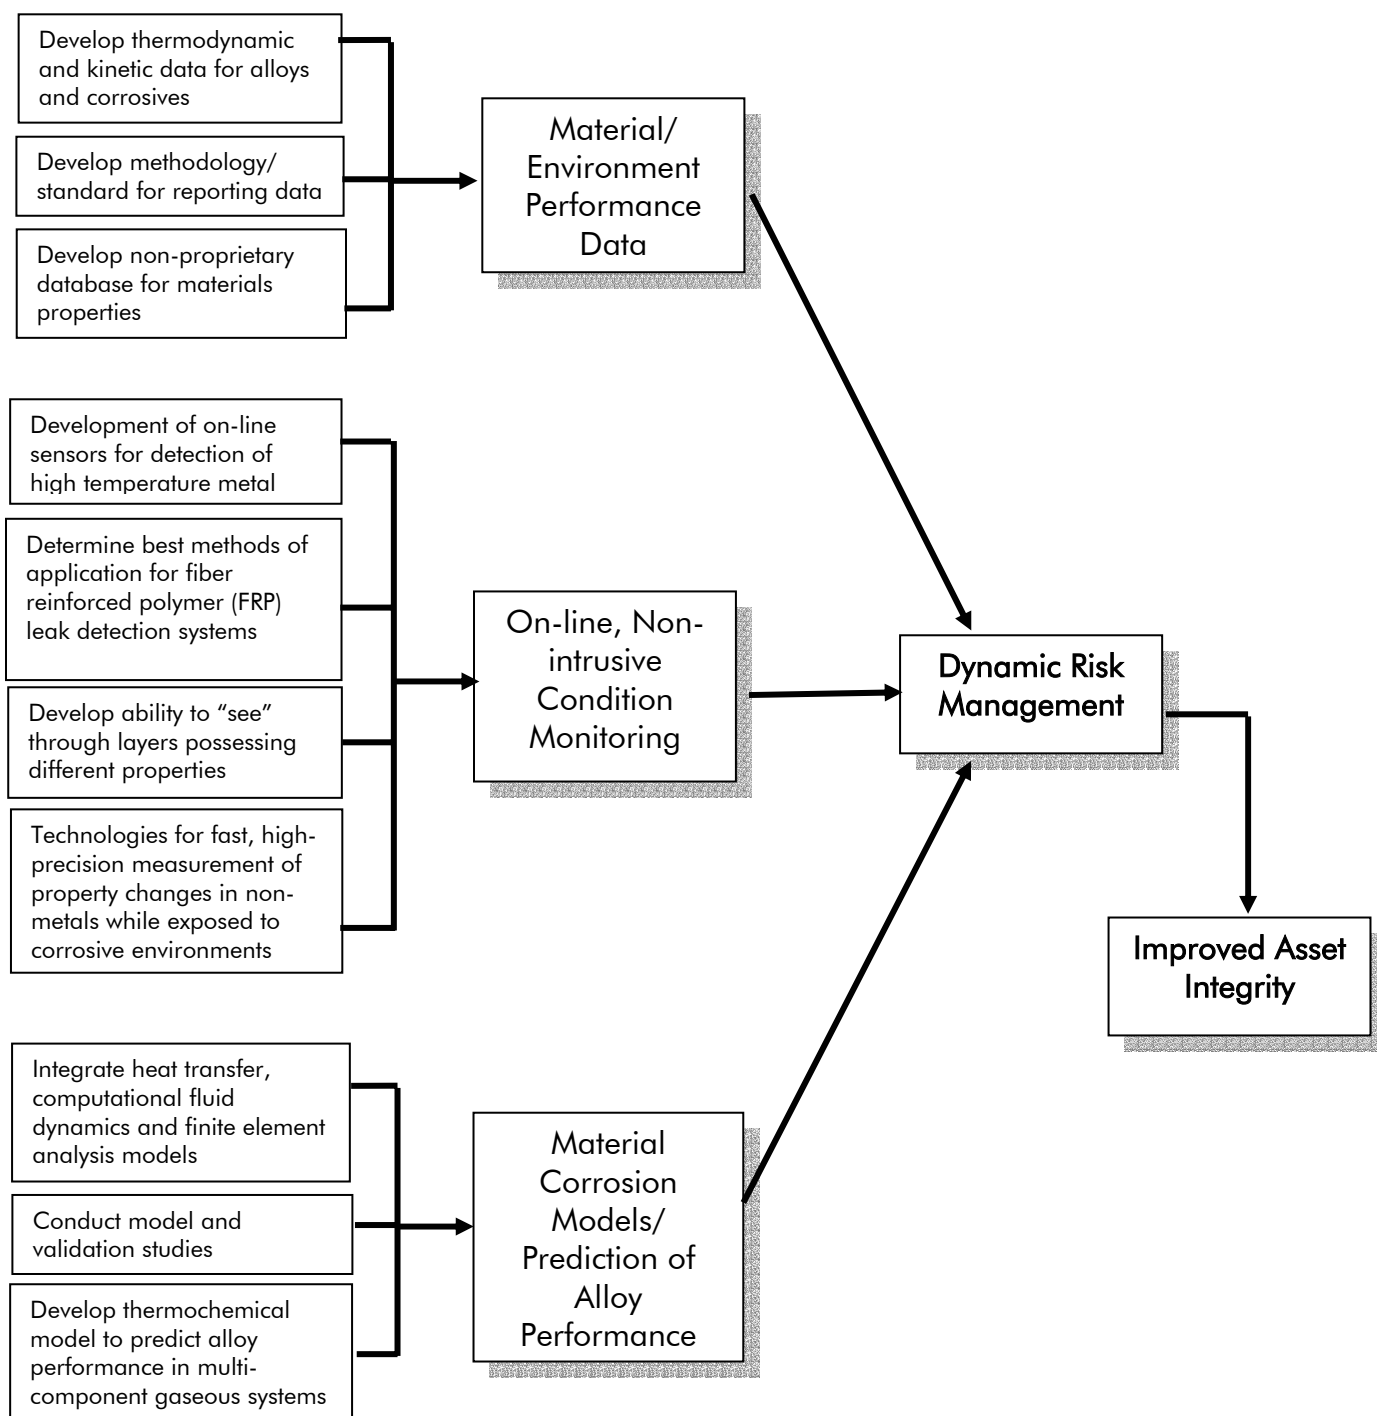 Develop thermodynamic
and kinetic data for alloys
and corrosives
Develop methodology/
standard for reporting data
Develop non-proprietary
database for materials
properties
Material/
Environment
Performance
Data
Development of on-line
sensors for detection of
high temperature metal
Determine best methods of
application for fiber
reinforced polymer (FRP)
leak detection systems
Develop ability to “see”
through layers possessing
different properties
Technologies for fast, high-
precision measurement of
property changes in non-
metals while exposed to
corrosive environments
On-line, Non-
intrusive
Condition
Monitoring
Dynamic Risk
Management
Improved Asset
Integrity
Integrate heat transfer,
computational fluid
dynamics and finite element
analysis models
Conduct model and
validation studies
Develop thermochemical
model to predict alloy
performance in multi-
component gaseous systems
Material
Corrosion
Models/
Prediction of
Alloy
Performance